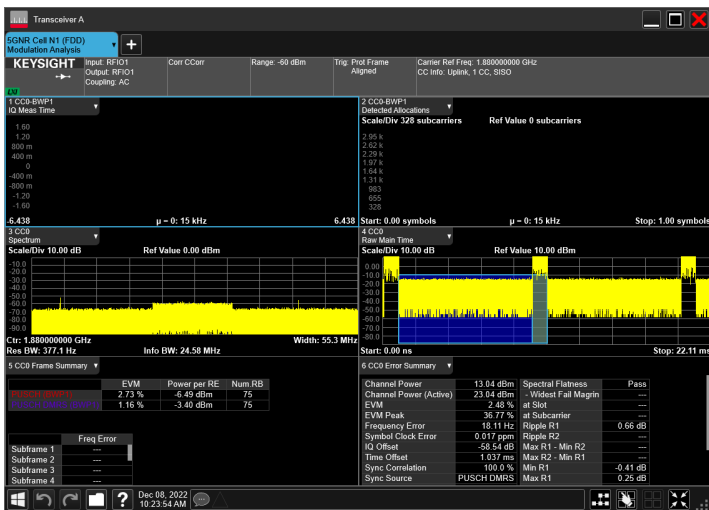 Transceiver A
5GNR Cell N1 (FDD)
Modulation Analysis
KEYSIGHT
Input: RFIO1
Output: RFIO1
Coupling: AC
Corr CCorr
Range: -60 dBm
Trig: Prot Frame
Aligned
Carrier Ref Freq: 1.880000000 GHz
CC Info: Uplink, 1 CC, SISO
LXI
1 CC0-BWP1
IQ Meas Time
1.60
1.20
800 m
400 m
0
-400 m
-800 m
-1.20
-1.60
-6.438 μ – 0: 15 kHz 6.438
2 CC0-BWP1
Detected Allocations
Scale/Div 328 subcarriers Ref Value 0 subcarriers
2.95 k
2.62 k
2.29 k
1.97 k
1.64 k
1.31 k
983
655
328
Start: 0.00 symbols μ – 0: 15 kHz Stop: 1.00 symbols
3 CC0
Spectrum
Scale/Div 10.00 dB Ref Value 0.00 dBm
-10.0
-20.0
-30.0
-40.0
-50.0
-60.0
-80.0
-90.0
Ctr: 1.880000000 GHz Width: 55.3 MHz
Res BW: 377.1 Hz Info BW: 24.58 MHz
4 CC0
Raw Main Time
Scale/Div 10.00 dB Ref Value 10.00 dBm
0.00
-10.0
-20.0
-30.0
-40.0
-50.0
-80.0
Start: 0.00 ns Stop: 22.11 ms
5 CC0 Frame Summary
EVM Power per RE Num.RB
PUSCH (BWP1) 2.73 % -6.49 dBm 75
1.16 % -3.40 dBm 75
Freq Error
Subframe 1 ---
Subframe 2 ---
Subframe 3 ---
Subframe 4 ---
6 CC0 Error Summary
Channel Power 13.04 dBm Spectral Flatness Pass
Channel Power (Active) 23.04 dBm - Widest Fail Magrin ---
EVM 2.48 % at Slot ---
EVM Peak 36.77 % at Subcarrier ---
Frequency Error 18.11 Hz Ripple R1 0.66 dB
Symbol Clock Error 0.017 ppm Ripple R2 ---
IQ Offset -58.54 dB Max R1 - Min R2 ---
Time Offset 1.037 ms Max R2 - Min R1 ---
Sync Correlation 100.0 % Min R1 -0.41 dB
Sync Source PUSCH DMRS Max R1 0.25 dB
Dec 08, 2022
10:23:54 AM